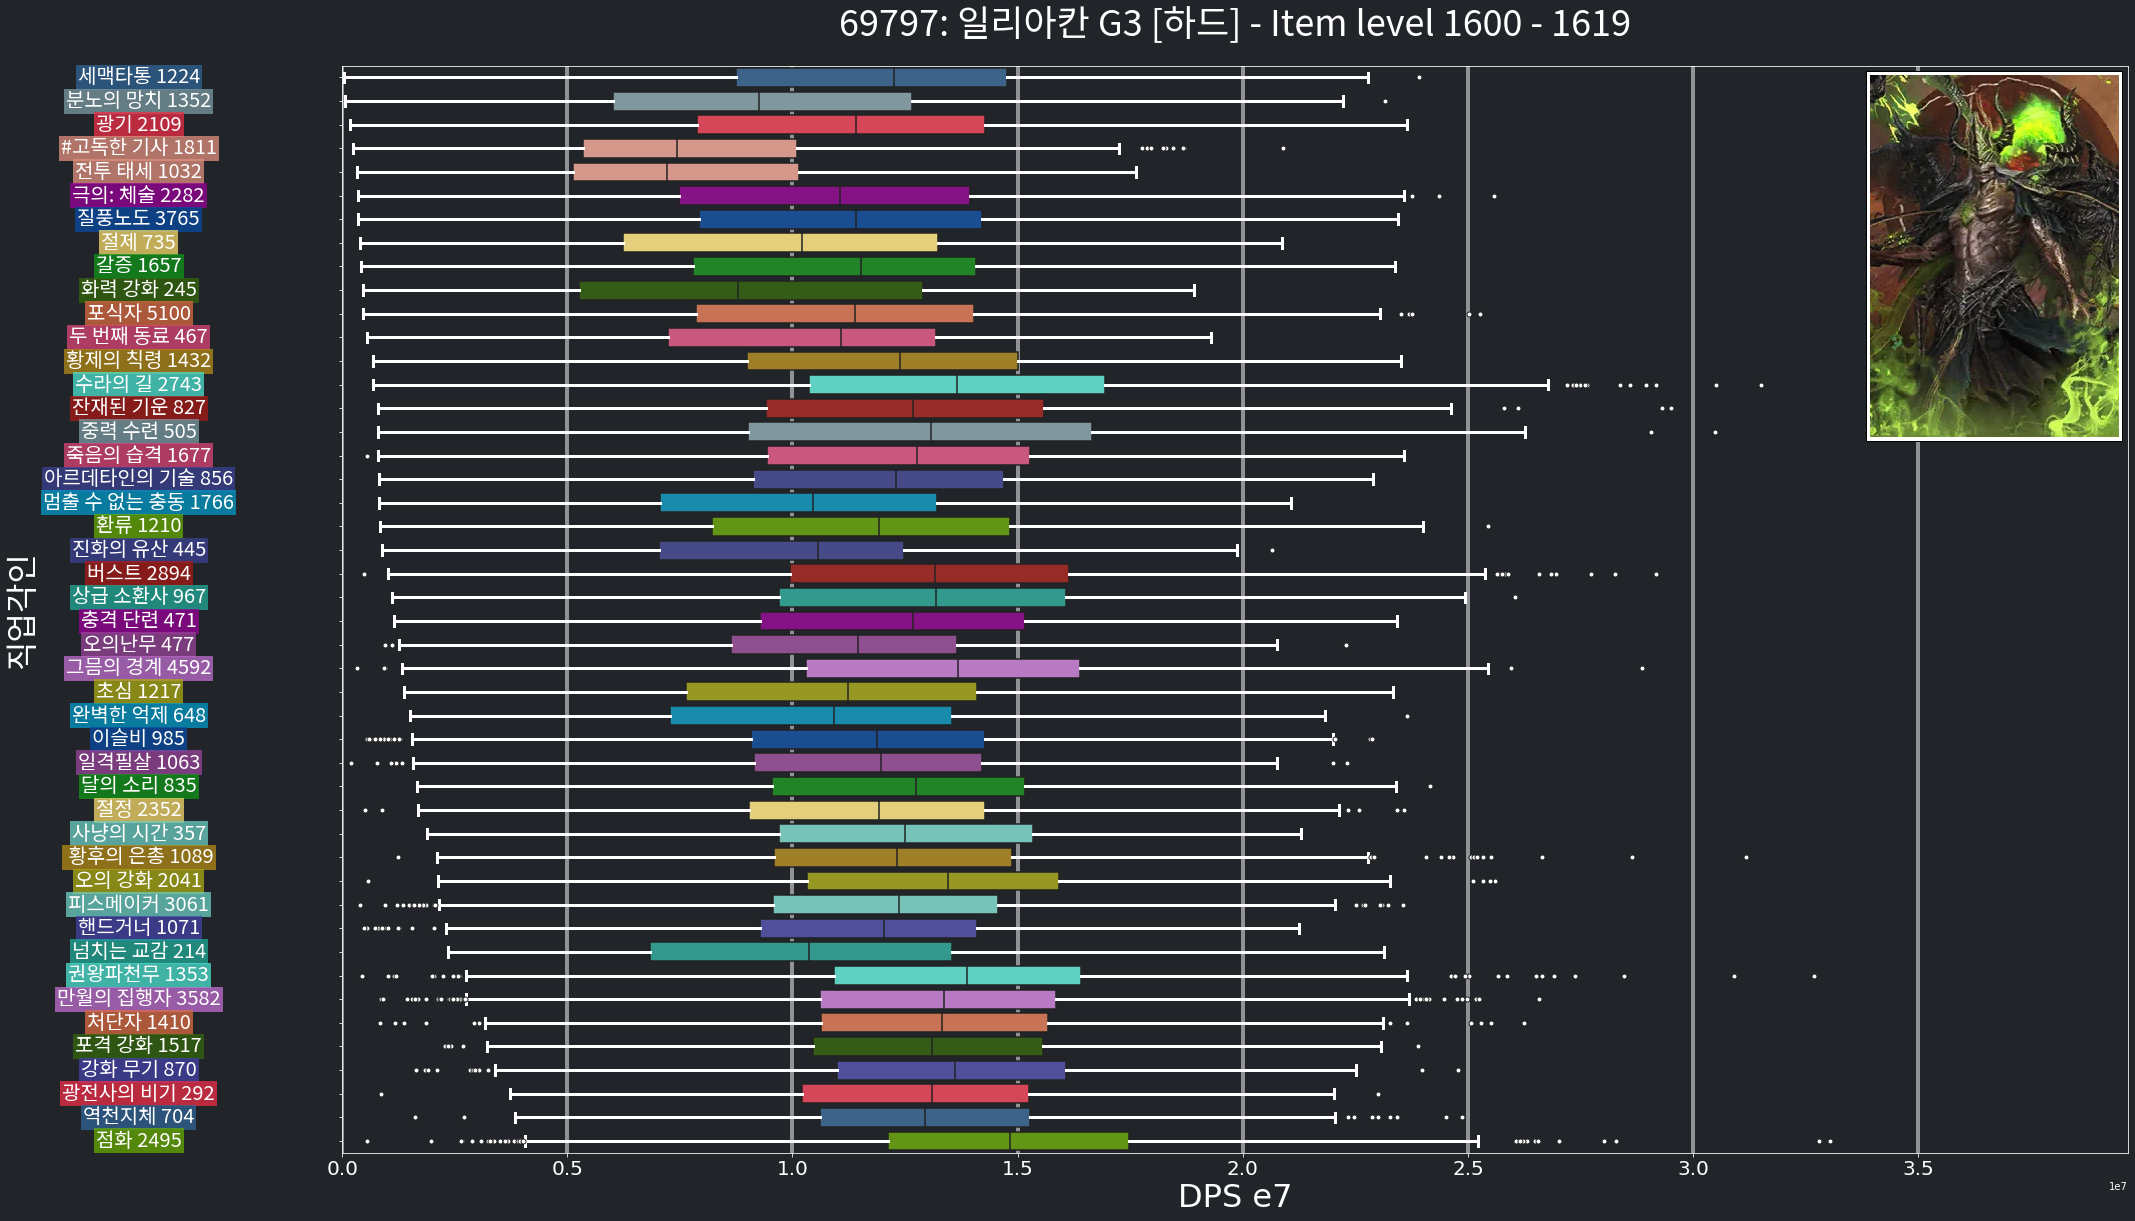 69797: 일리아칸 G3 [하드] - Item level 1600 - 1619
세맥타통 1224
분노의 망치 1352
광기 2109
#고독한 기사 1811
전투 태세 1032
극의: 체술 2282
질풍노도 3765
절제 735
갈증 1657
화력 강화 245
포식자 5100
두 번째 동료 467
황제의 칙령 1432
수라의 길 2743
잔재된 기운 827
중력 수련 505
죽음의 습격 1677
아르데타인의 기술 856
멈출 수 없는 충동 1766
환류 1210
진화의 유산 445
버스트 2894
상급 소환사 967
충격 단련 471
오의난무 477
그믐의 경계 4592
초심 1217
완벽한 억제 648
이슬비 985
일격필살 1063
달의 소리 835
절정 2352
사냥의 시간 357
황후의 은총 1089
오의 강화 2041
피스메이커 3061
핸드거너 1071
넘치는 교감 214
권왕파천무 1353
만월의 집행자 3582
처단자 1410
포격 강화 1517
강화 무기 870
광전사의 비기 292
역천지체 704
점화 2495
직업각인
0.0 0.5 1.0 1.5 2.0 2.5 3.0 3.5
1e7
DPS e7